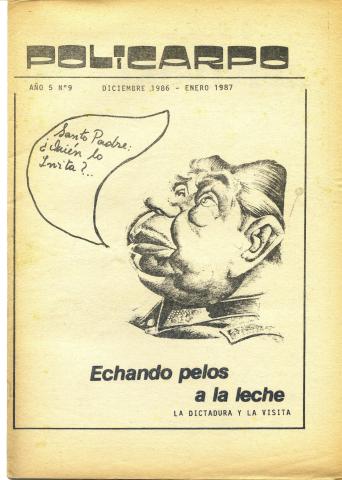 POLICARPO
AÑO 5 Nº9 DICIEMBRE 1986 - ENERO 1987
Santo Padre:
¿Quién lo
Invita?...
Echando pelos
a la leche
LA DICTADURA Y LA VISITA